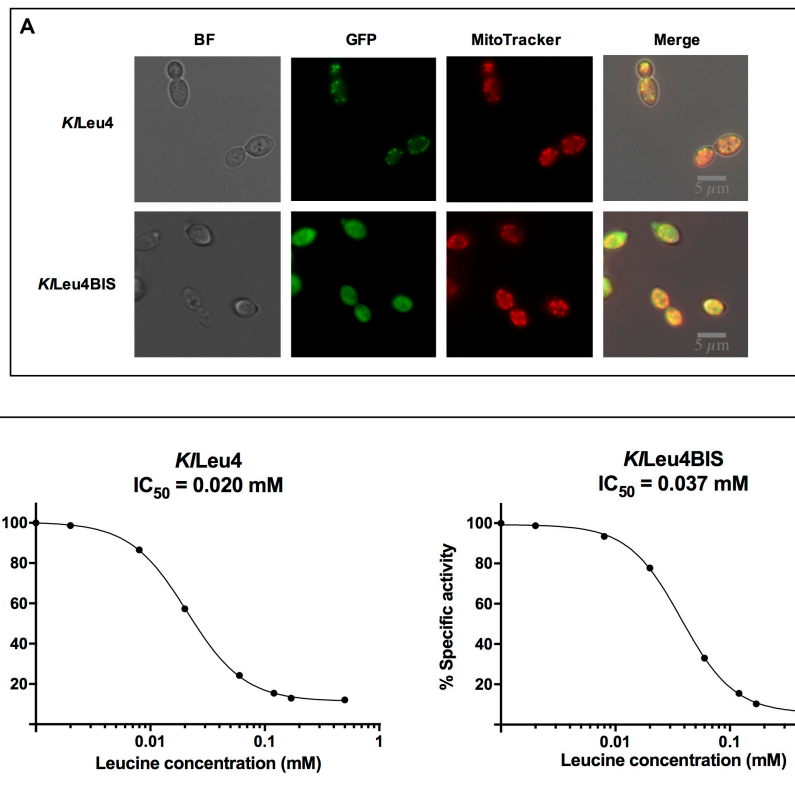 A
BF GFP MitoTracker Merge
KlLeu4
5 µm
KlLeu4BIS
5 µm
KlLeu4
IC50 = 0.020 mM
100
80
60
40
20
0.01 0.1 1
Leucine concentration (mM)
KlLeu4BIS
IC50 = 0.037 mM
% Specific activity
100
80
60
40
20
0.01 0.1
Leucine concentration (mM)